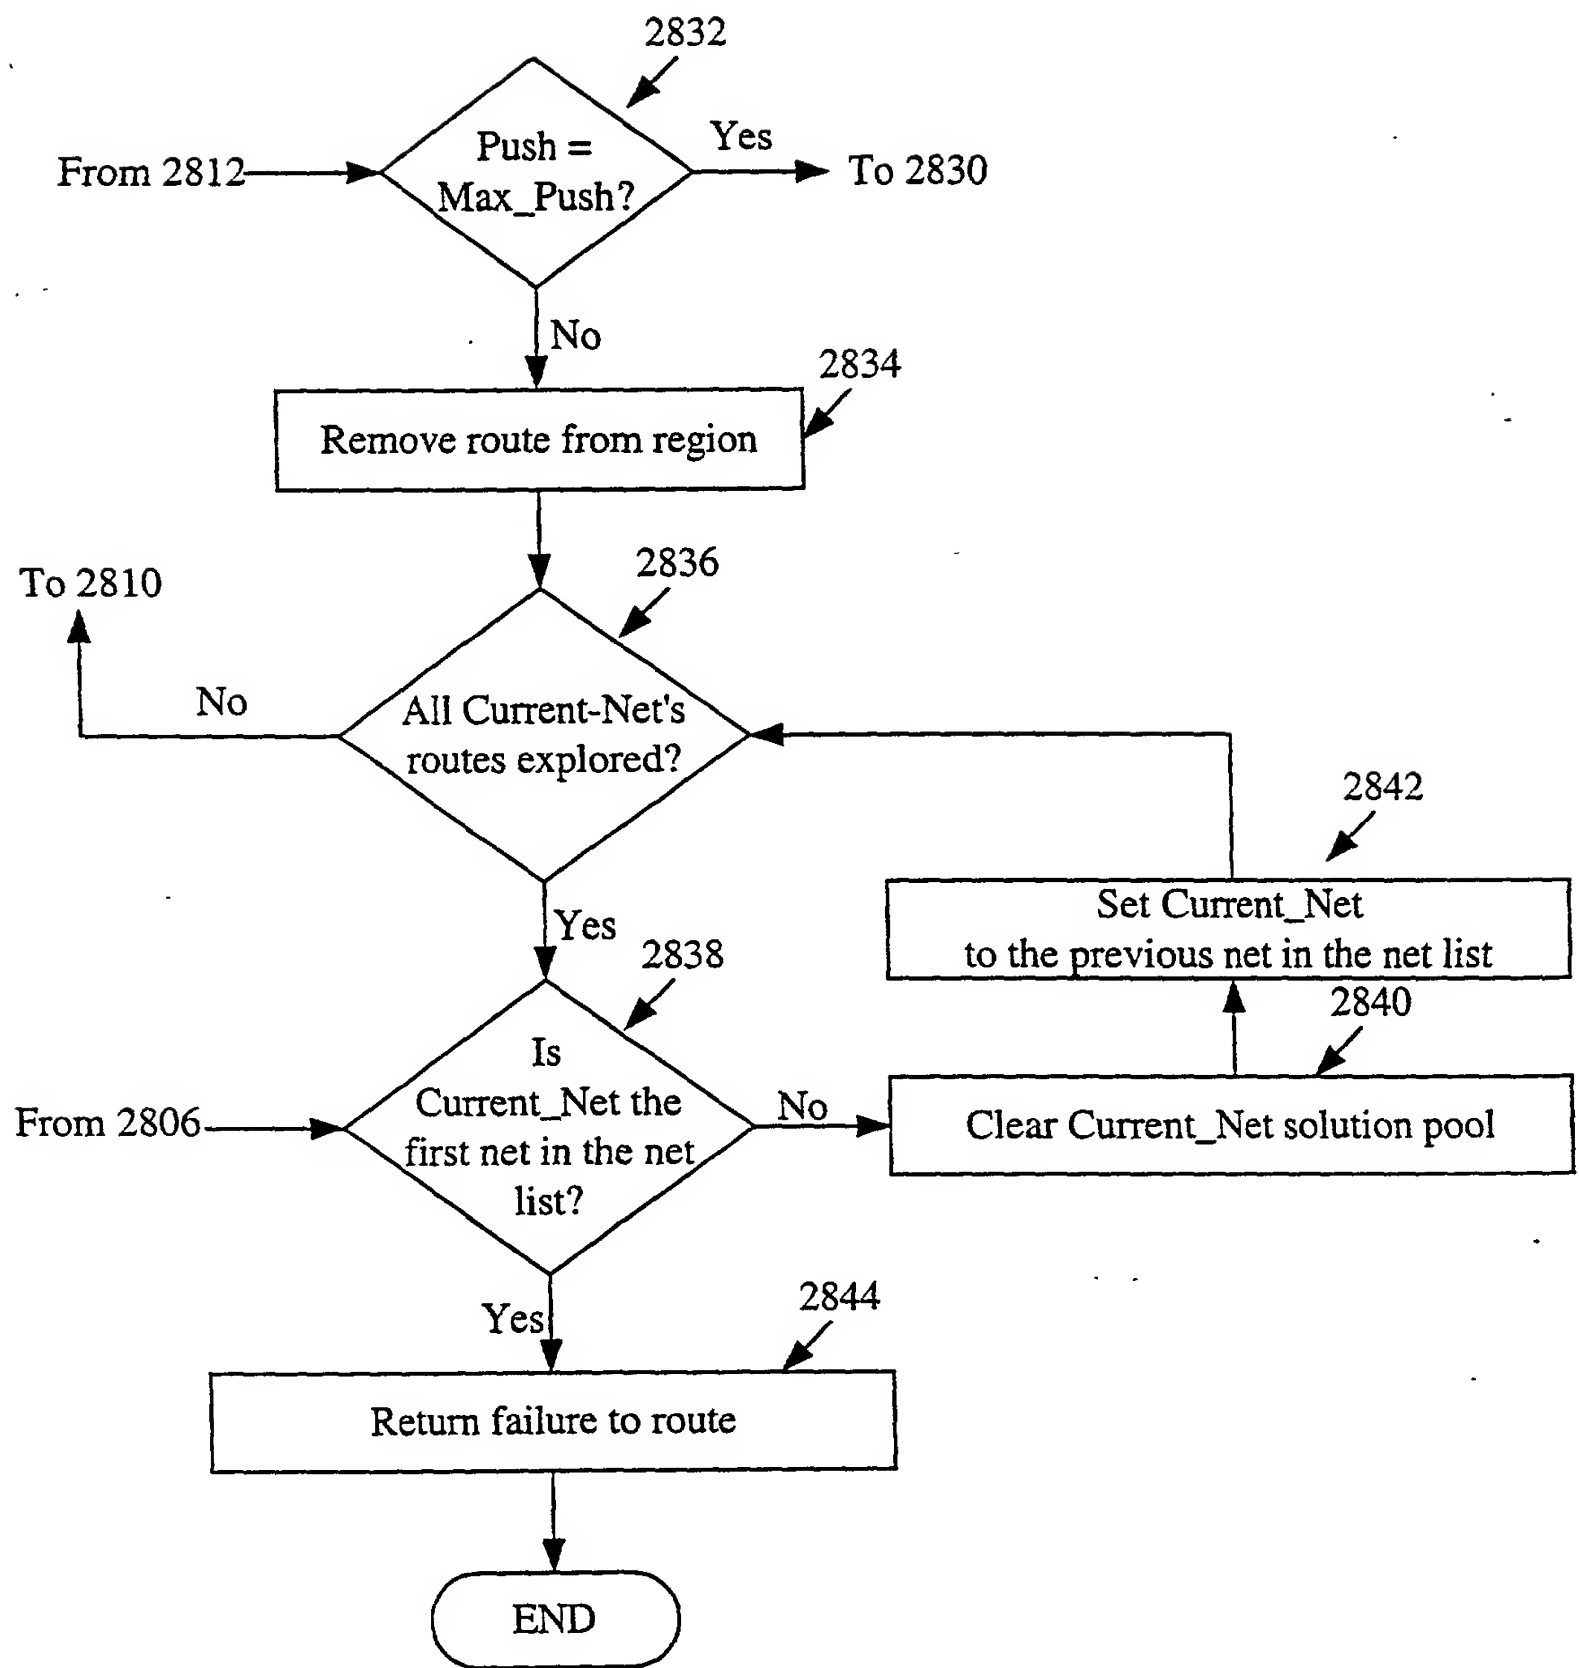 2832
Push =
Max_Push?
Yes
From 2812
To 2830
No
2834
Remove route from region
2836
To 2810
No
All Current-Net's
routes explored?
2842
Set Current_Net
to the previous net in the net list
Yes
2838
2840
Is
Current_Net the
first net in the net
list?
From 2806
No
Clear Current_Net solution pool
Yes
2844
Return failure to route
END